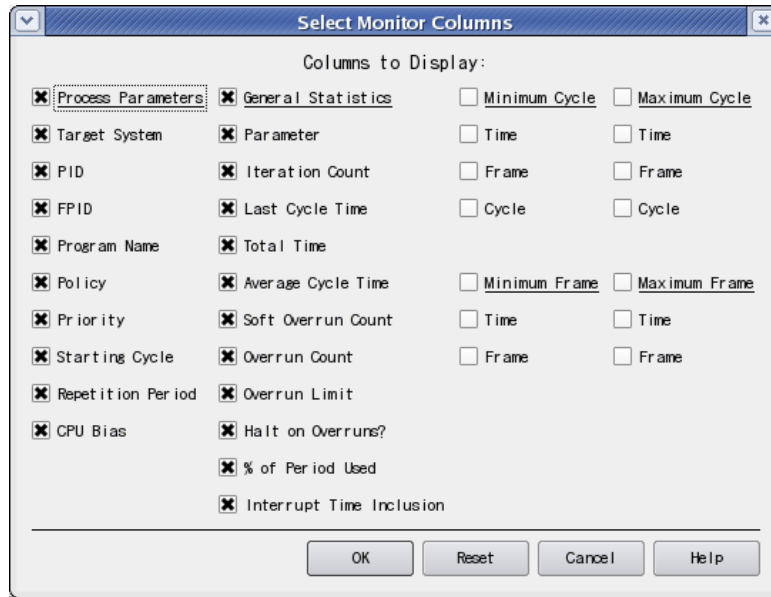 Select Monitor Columns
Columns to Display:
Process Parameters General Statistics Minimum Cycle Maximum Cycle
Target System Parameter Time Time
PID Iteration Count Frame Frame
FPID Last Cycle Time Cycle Cycle
Program Name Total Time
Policy Average Cycle Time Minimum Frame Maximum Frame
Priority Soft Overrun Count Time Time
Starting Cycle Overrun Count Frame Frame
Repetition Period Overrun Limit
CPU Bias Halt on Overruns?
% of Period Used
Interrupt Time Inclusion
OK Reset Cancel Help